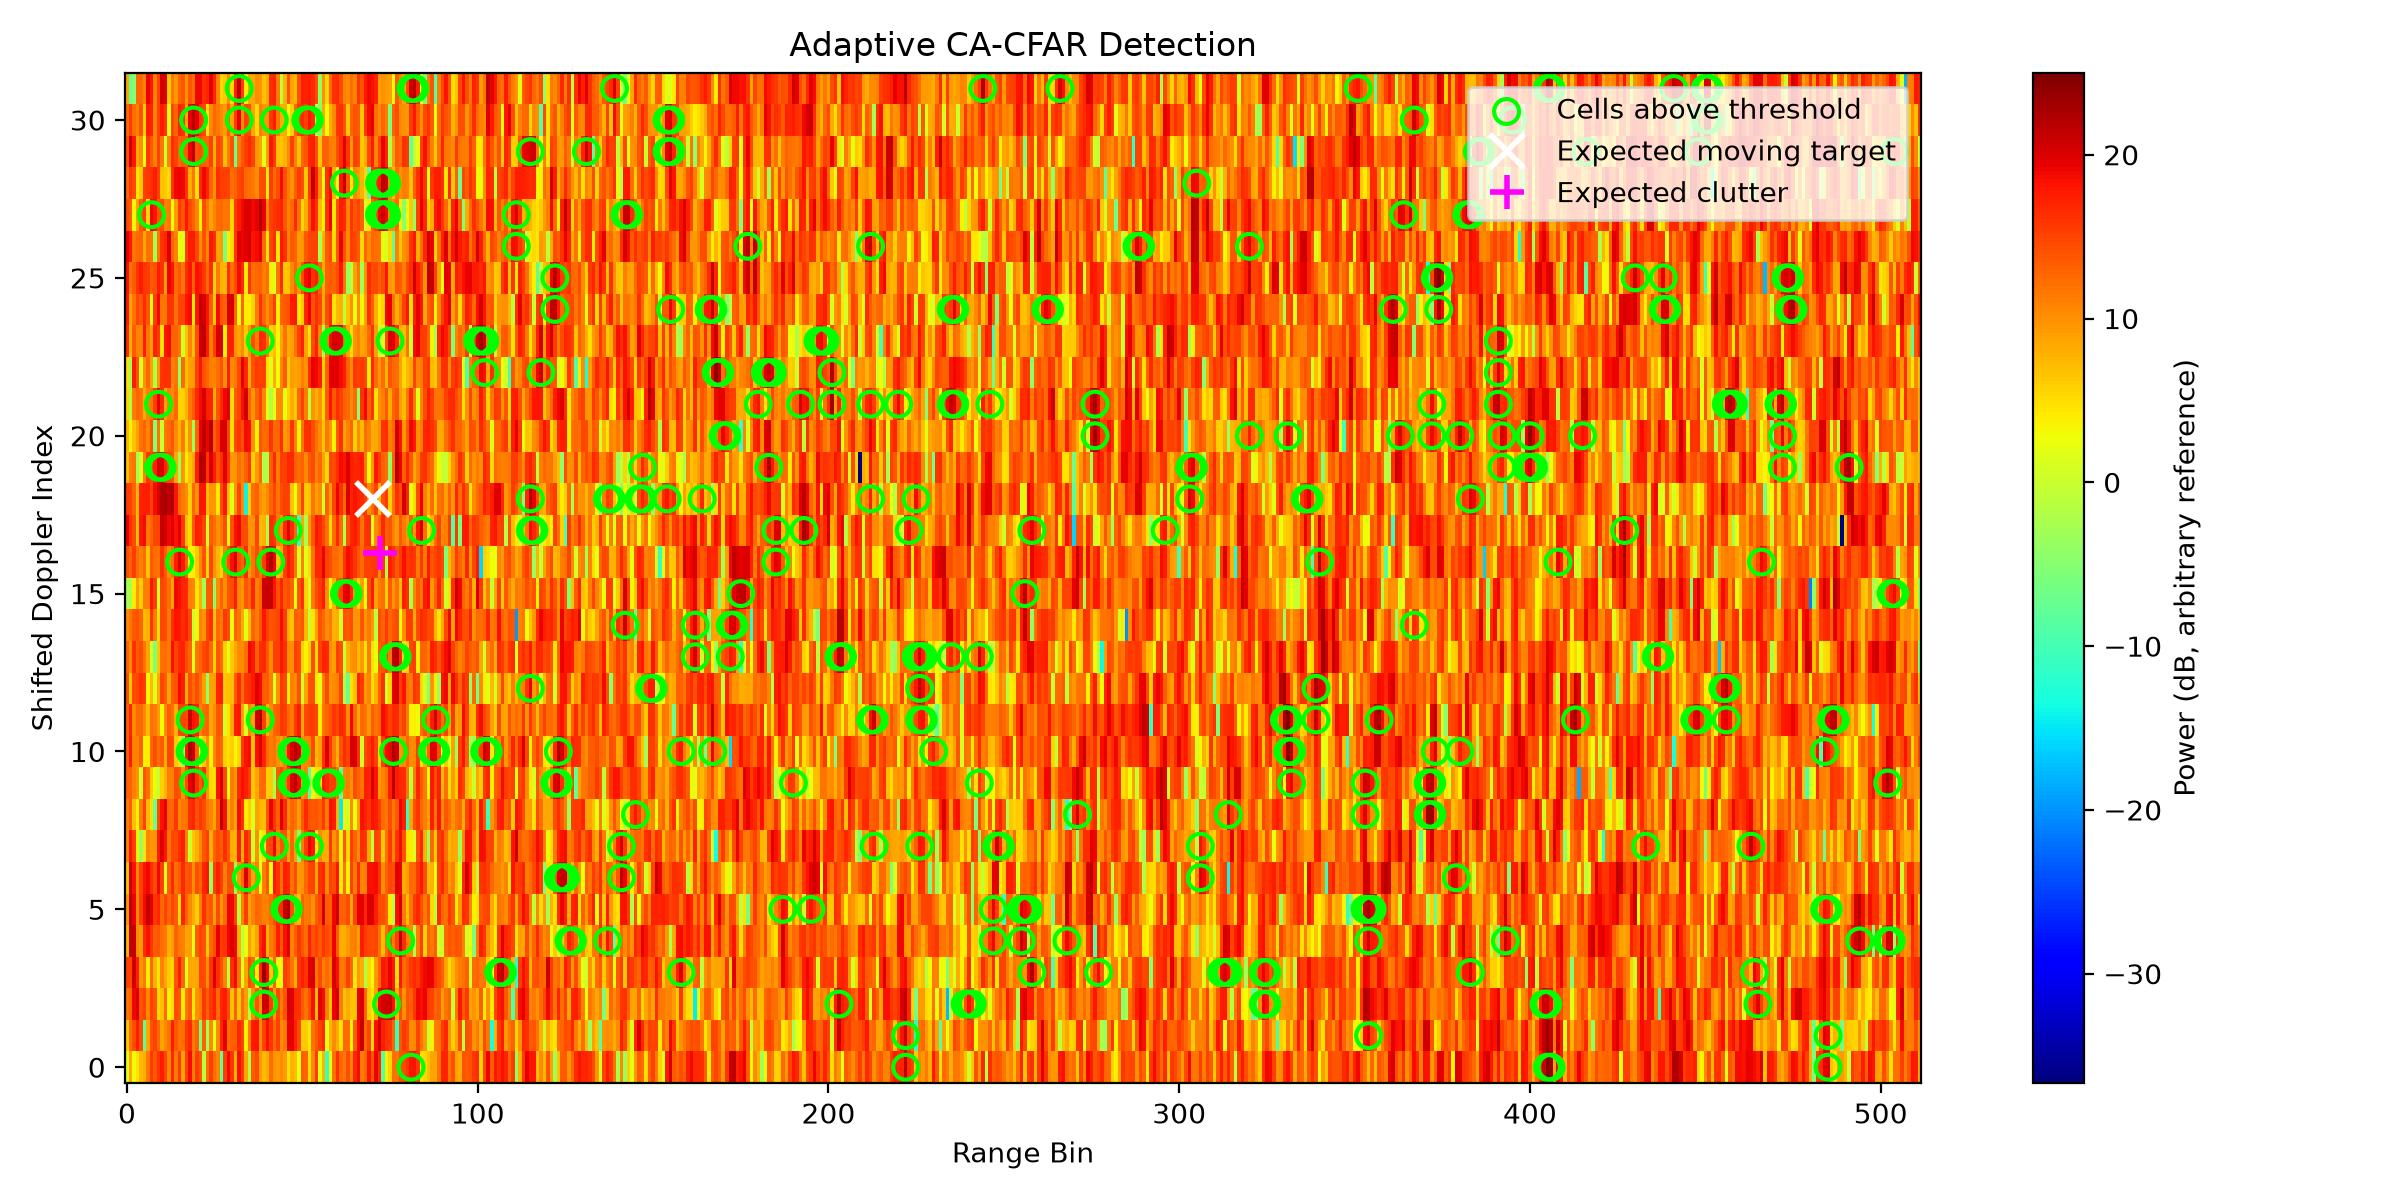 Adaptive CA-CFAR Detection
Cells above threshold
Expected moving target
Expected clutter
Shifted Doppler Index
30
25
20
15
10
5
0
0 100 200 300 400 500
Range Bin
20
10
0
−10
−20
−30
Power (dB, arbitrary reference)